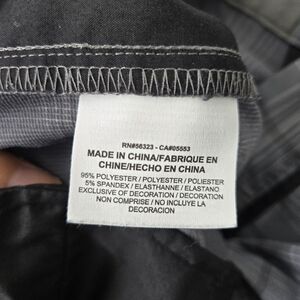 RN#56323 - CA#05553
MADE IN CHINA/FABRIQUE EN
CHINE/HECHO EN CHINA
95% POLYESTER / POLYESTER / POLIESTER
5% SPANDEX / ELASTHANNE / ELASTANO
EXCLUSIVE OF DECORATION / DECORATION
NON COMPRISE / NO INCLUYE LA
DECORACION